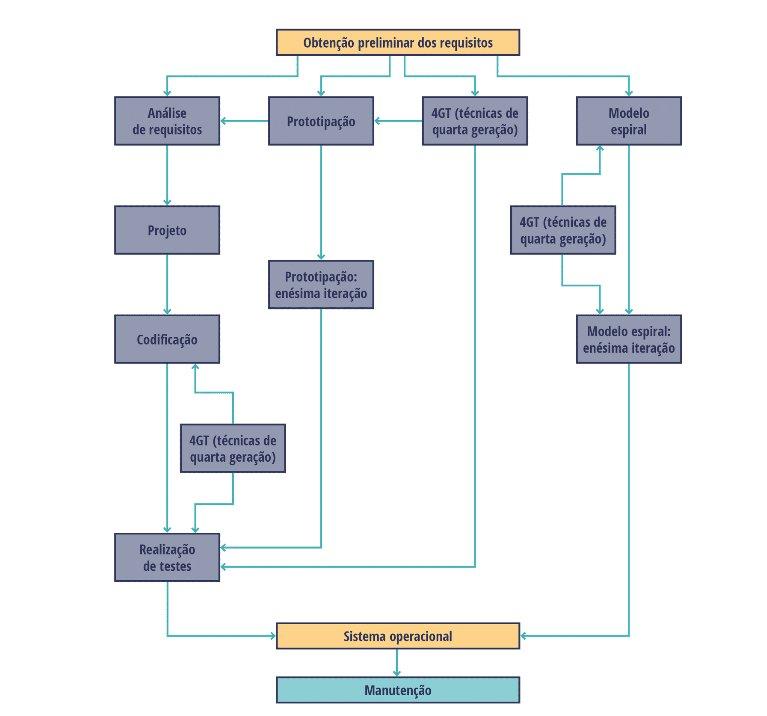 Obtenção preliminar dos requisitos
Análise
de requisitos
Prototipação
4GT (técnicas de
quarta geração)
Modelo
espiral
Projeto
4GT (técnicas de
quarta geração)
Prototipação:
enésima iteração
Codificação
Modelo espiral:
enésima iteração
4GT (técnicas de
quarta geração)
Realização
de testes
Sistema operacional
Manutenção